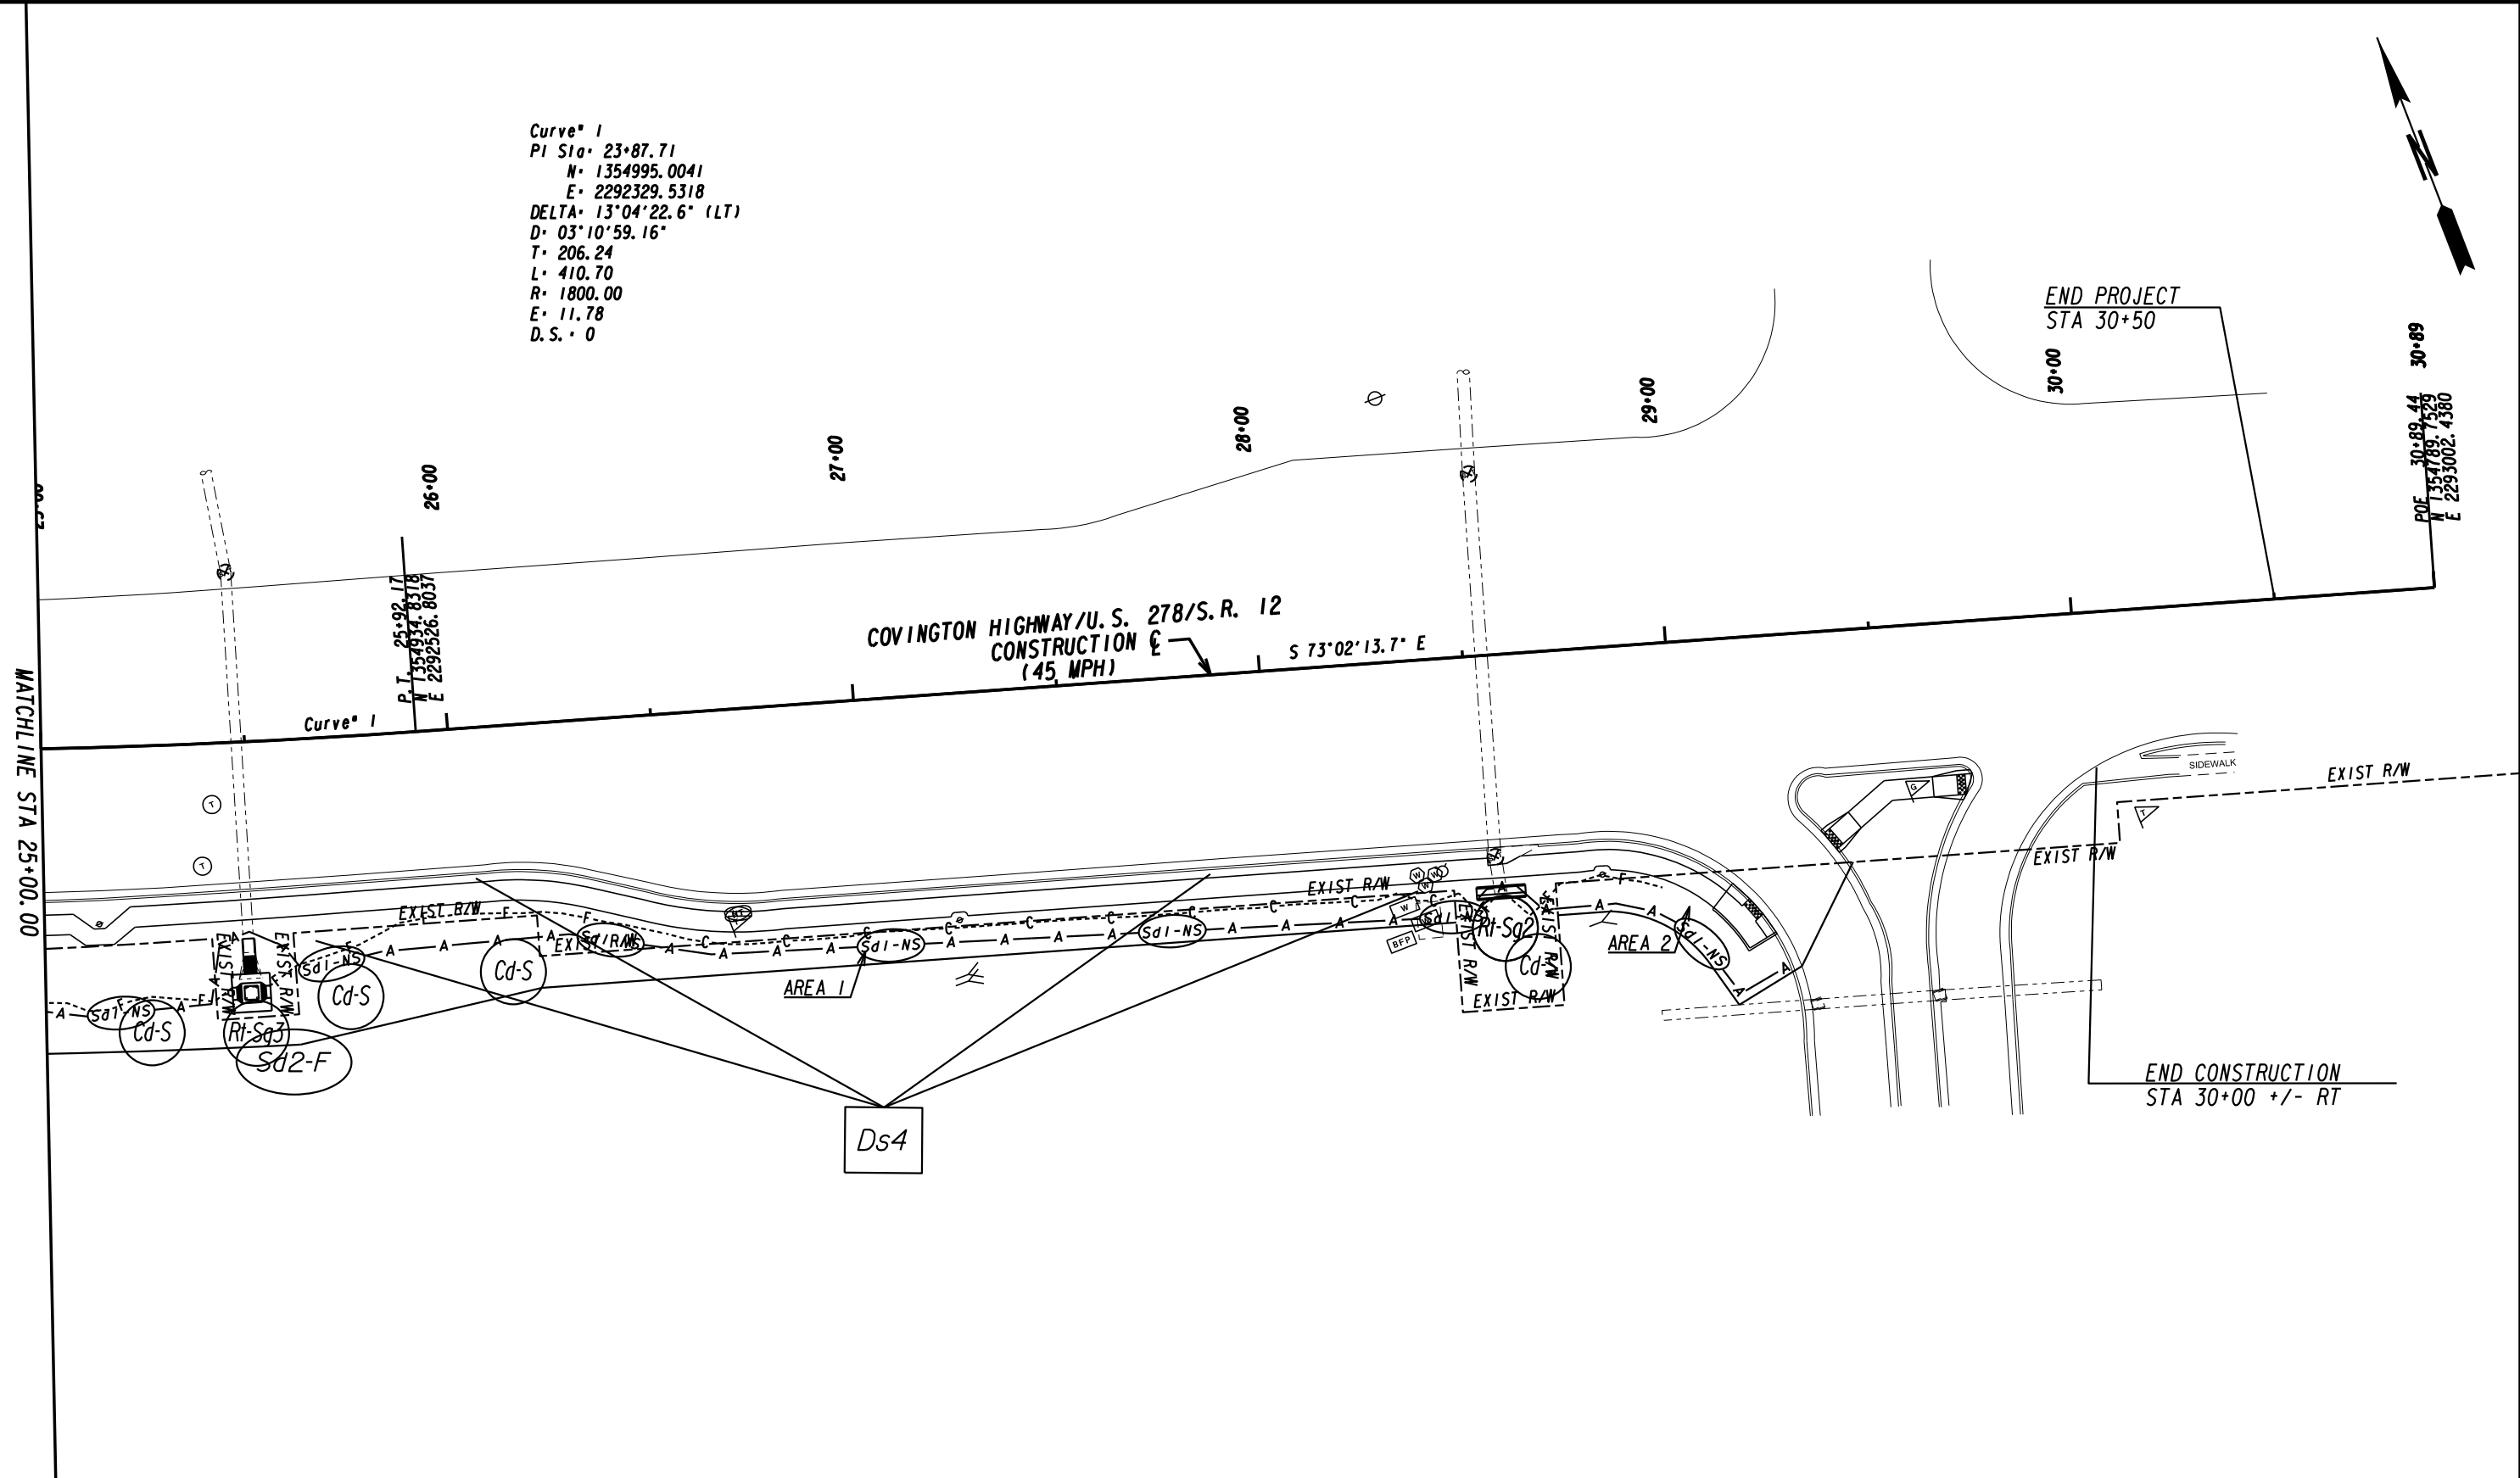 Curve# 1
PI Sta= 23+87.71
N= 1354995.0041
E= 2292329.5318
DELTA= 13°04'22.6" (LT)
D= 03°10'59.16"
T= 206.24
L= 410.70
R= 1800.00
E= 11.78
D.S. = 0
N
END PROJECT
STA 30+50
26+00
27+00
28+00
29+00
30+00
30+89
POE 30+89.44
N 1354789.7529
E 2293002.4380
P.T. 25+92.17
N 1354934.8318
E 2292526.8037
COVINGTON HIGHWAY/U.S. 278/S.R. 12
CONSTRUCTION ℄
(45 MPH)
S 73°02'13.7" E
Curve# 1
MATCHLINE STA 25+00.00
T
T
SIDEWALK
EXIST R/W
EXIST R/W
G
T
EXIST R/W
EXIST R/W
EXIST R/W
EXIST R/W
EXIST R/W
EXIST R/W
EXIST R/W
EXIST R/W
Sd1-NS
Sd1-NS
Sd1-NS
Sd1-NS
Sd1-NS
Sd1-NS
Cd-S
Cd-S
Cd-S
Rt-Sg3
Sd2-F
Rt-Sg2
BFP
W
W
W
W
AREA 1
AREA 2
Ds4
END CONSTRUCTION
STA 30+00 +/- RT